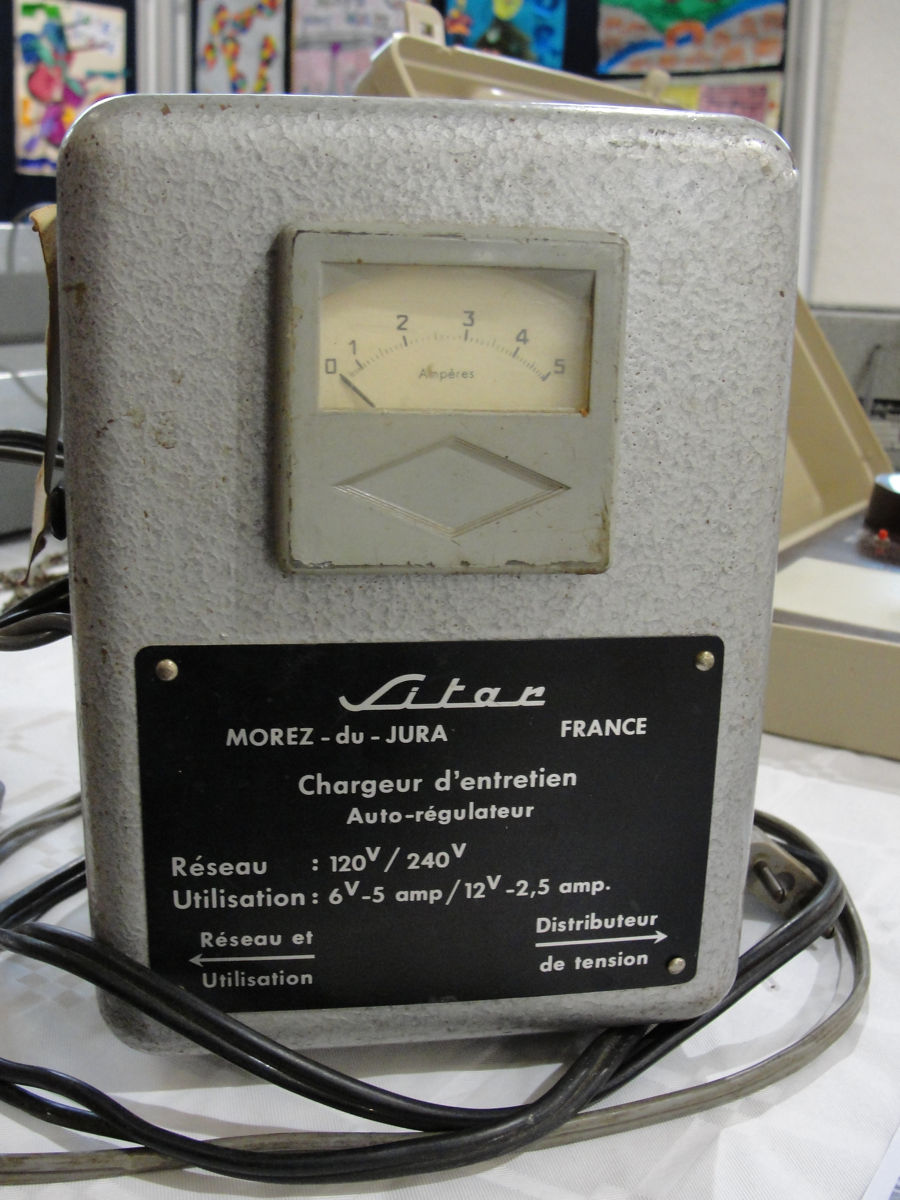 0 1 2 3 4 5
Ampères
Sitar
MOREZ - du - JURA FRANCE
Chargeur d'entretien
Auto-régulateur
Réseau : 120V / 240V
Utilisation : 6V-5 amp / 12V-2,5 amp.
Réseau et
Utilisation
Distributeur
de tension